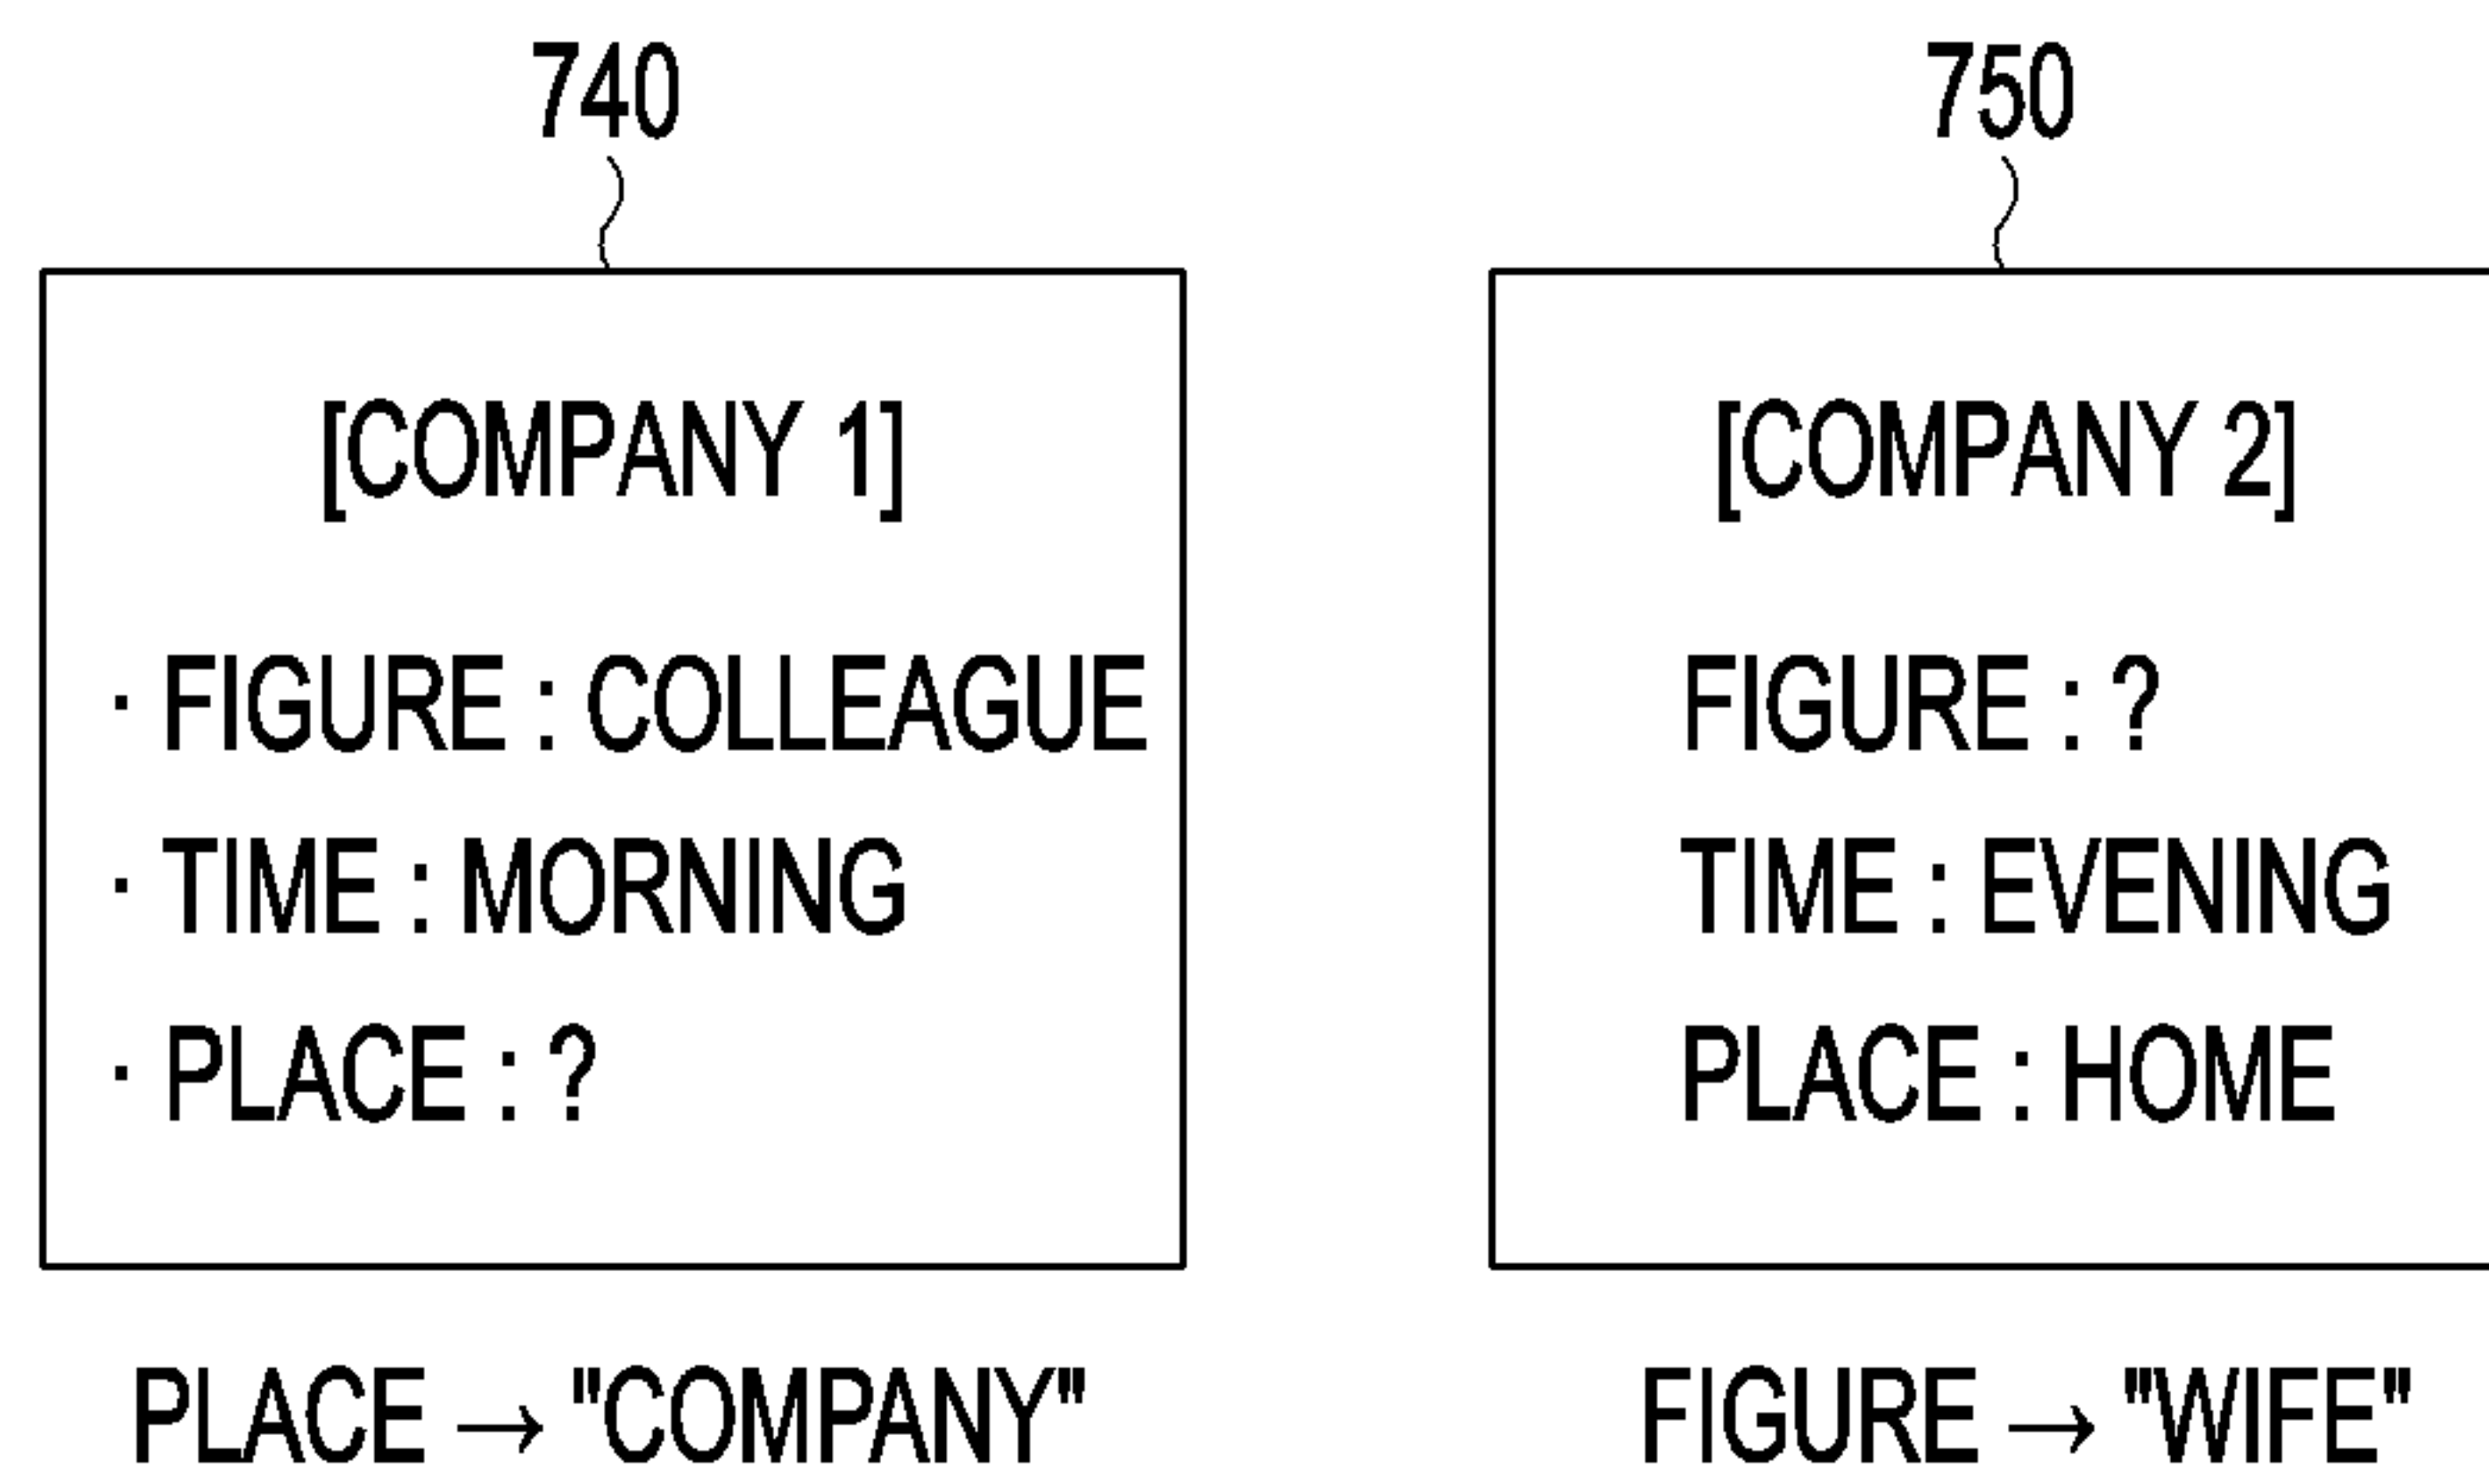 740
[COMPANY 1]
· FIGURE : COLLEAGUE
· TIME : MORNING
· PLACE : ?
PLACE → "COMPANY"
750
[COMPANY 2]
FIGURE : ?
TIME : EVENING
PLACE : HOME
FIGURE → "WIFE"